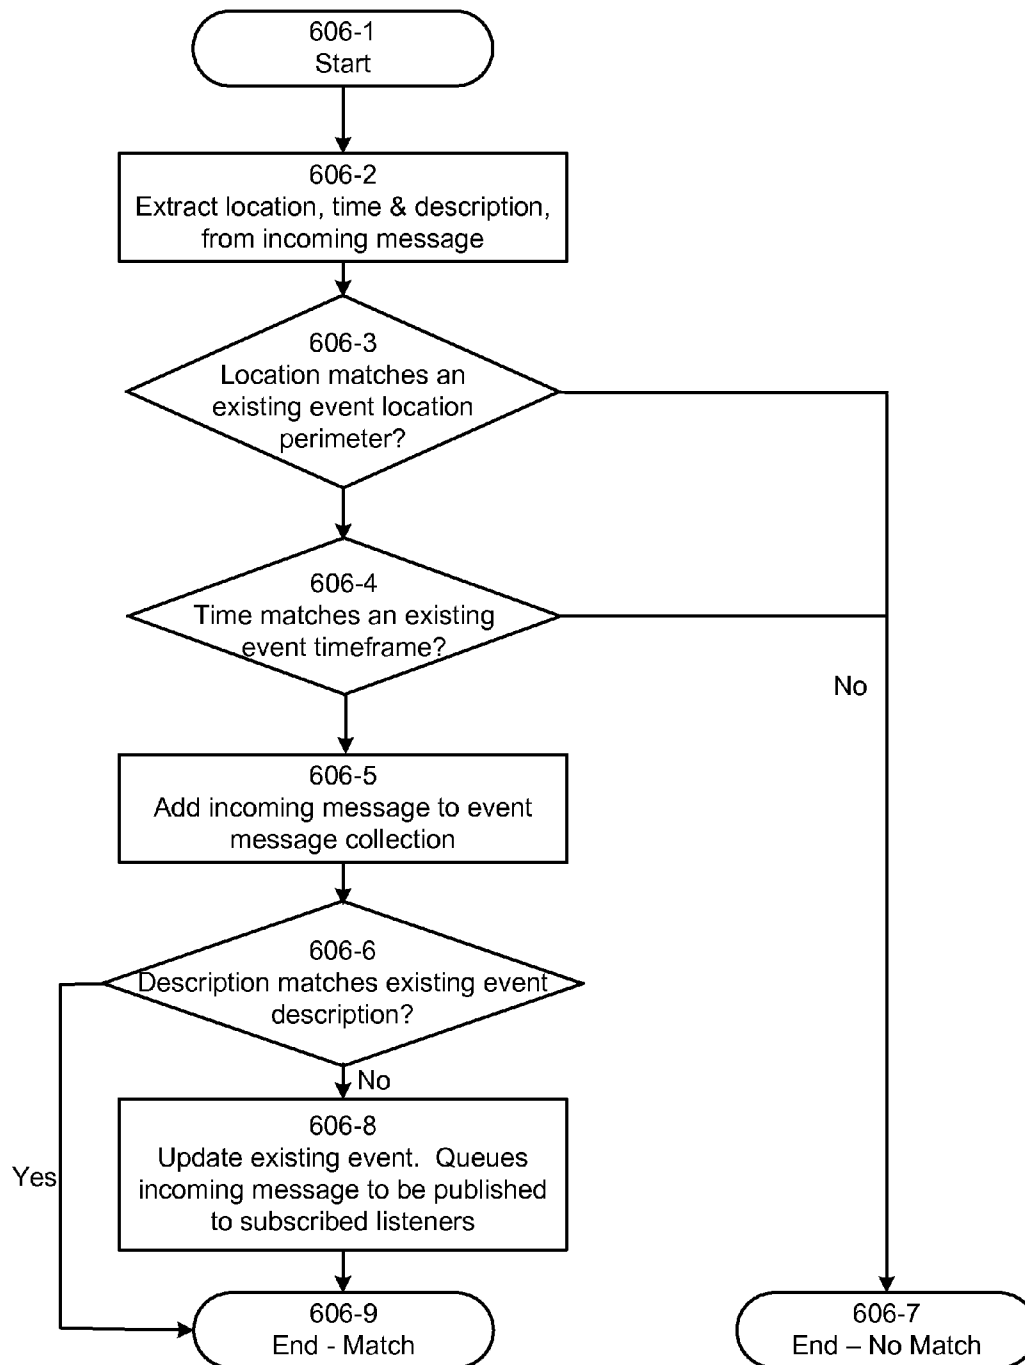 606-1
Start
606-2
Extract location, time & description,
from incoming message
606-3
Location matches an
existing event location
perimeter?
606-4
Time matches an existing
event timeframe?
No
606-5
Add incoming message to event
message collection
606-6
Description matches existing event
description?
No
606-8
Update existing event.  Queues
incoming message to be published
to subscribed listeners
Yes
606-9
End - Match
606-7
End – No Match